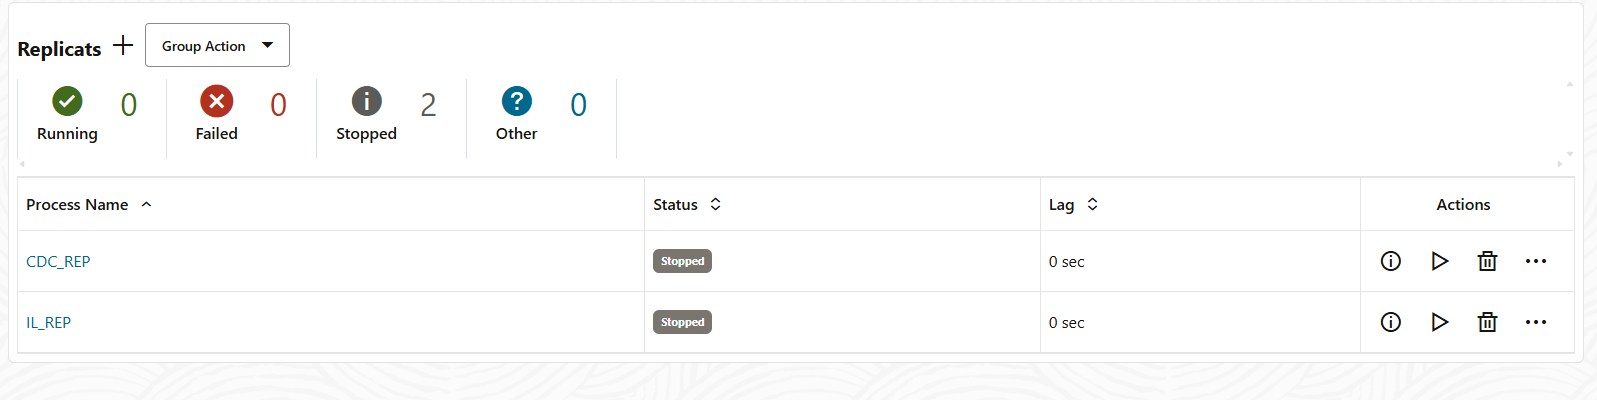 Replicats Group Action
0 0 2 0
Running Failed Stopped Other
Process Name Status Lag Actions
CDC_REP Stopped 0 sec
IL_REP Stopped 0 sec